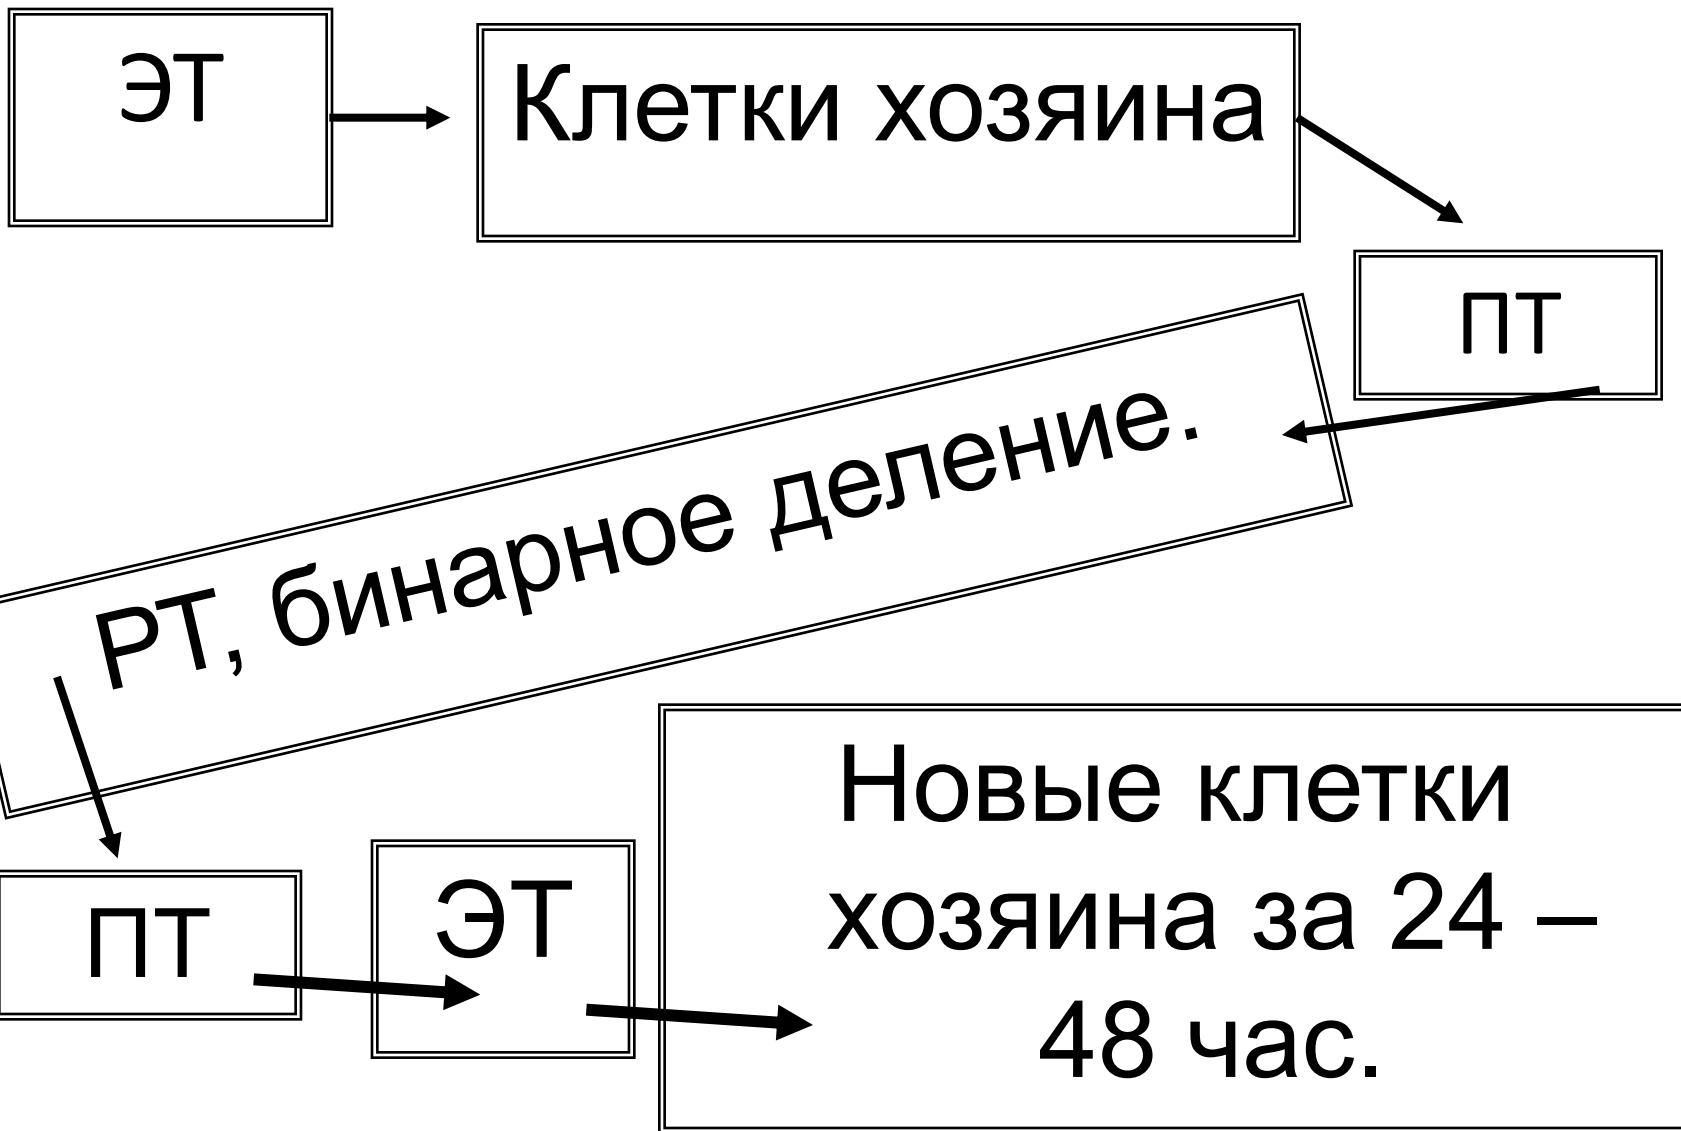 ЭТ
Клетки хозяина
ПТ
РТ, бинарное деление.
ПТ
ЭТ
Новые клетки
хозяина за 24 –
48 час.